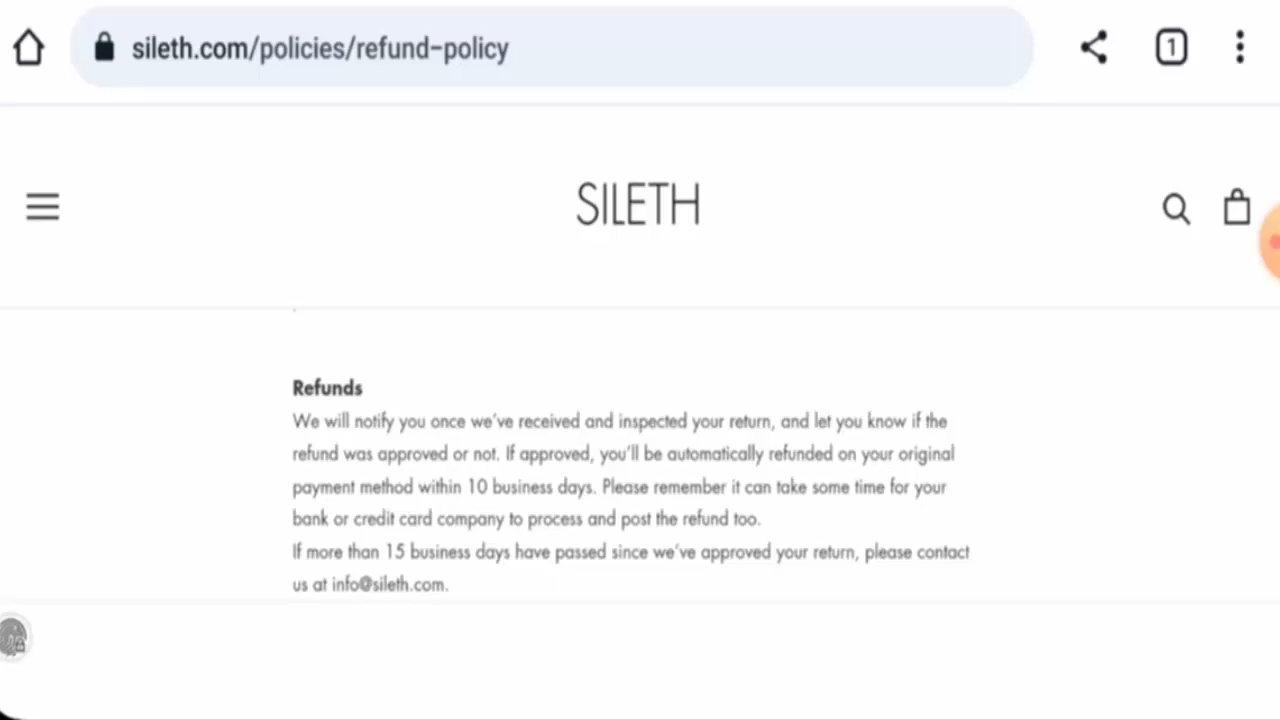 sileth.com/policies/refund-policy
1
SILETH
Refunds
We will notify you once we've received and inspected your return, and let you know if the
refund was approved or not. If approved, you'll be automatically refunded on your original
payment method within 10 business days. Please remember it can take some time for your
bank or credit card company to process and post the refund too.
If more than 15 business days have passed since we've approved your return, please contact
us at info@sileth.com.